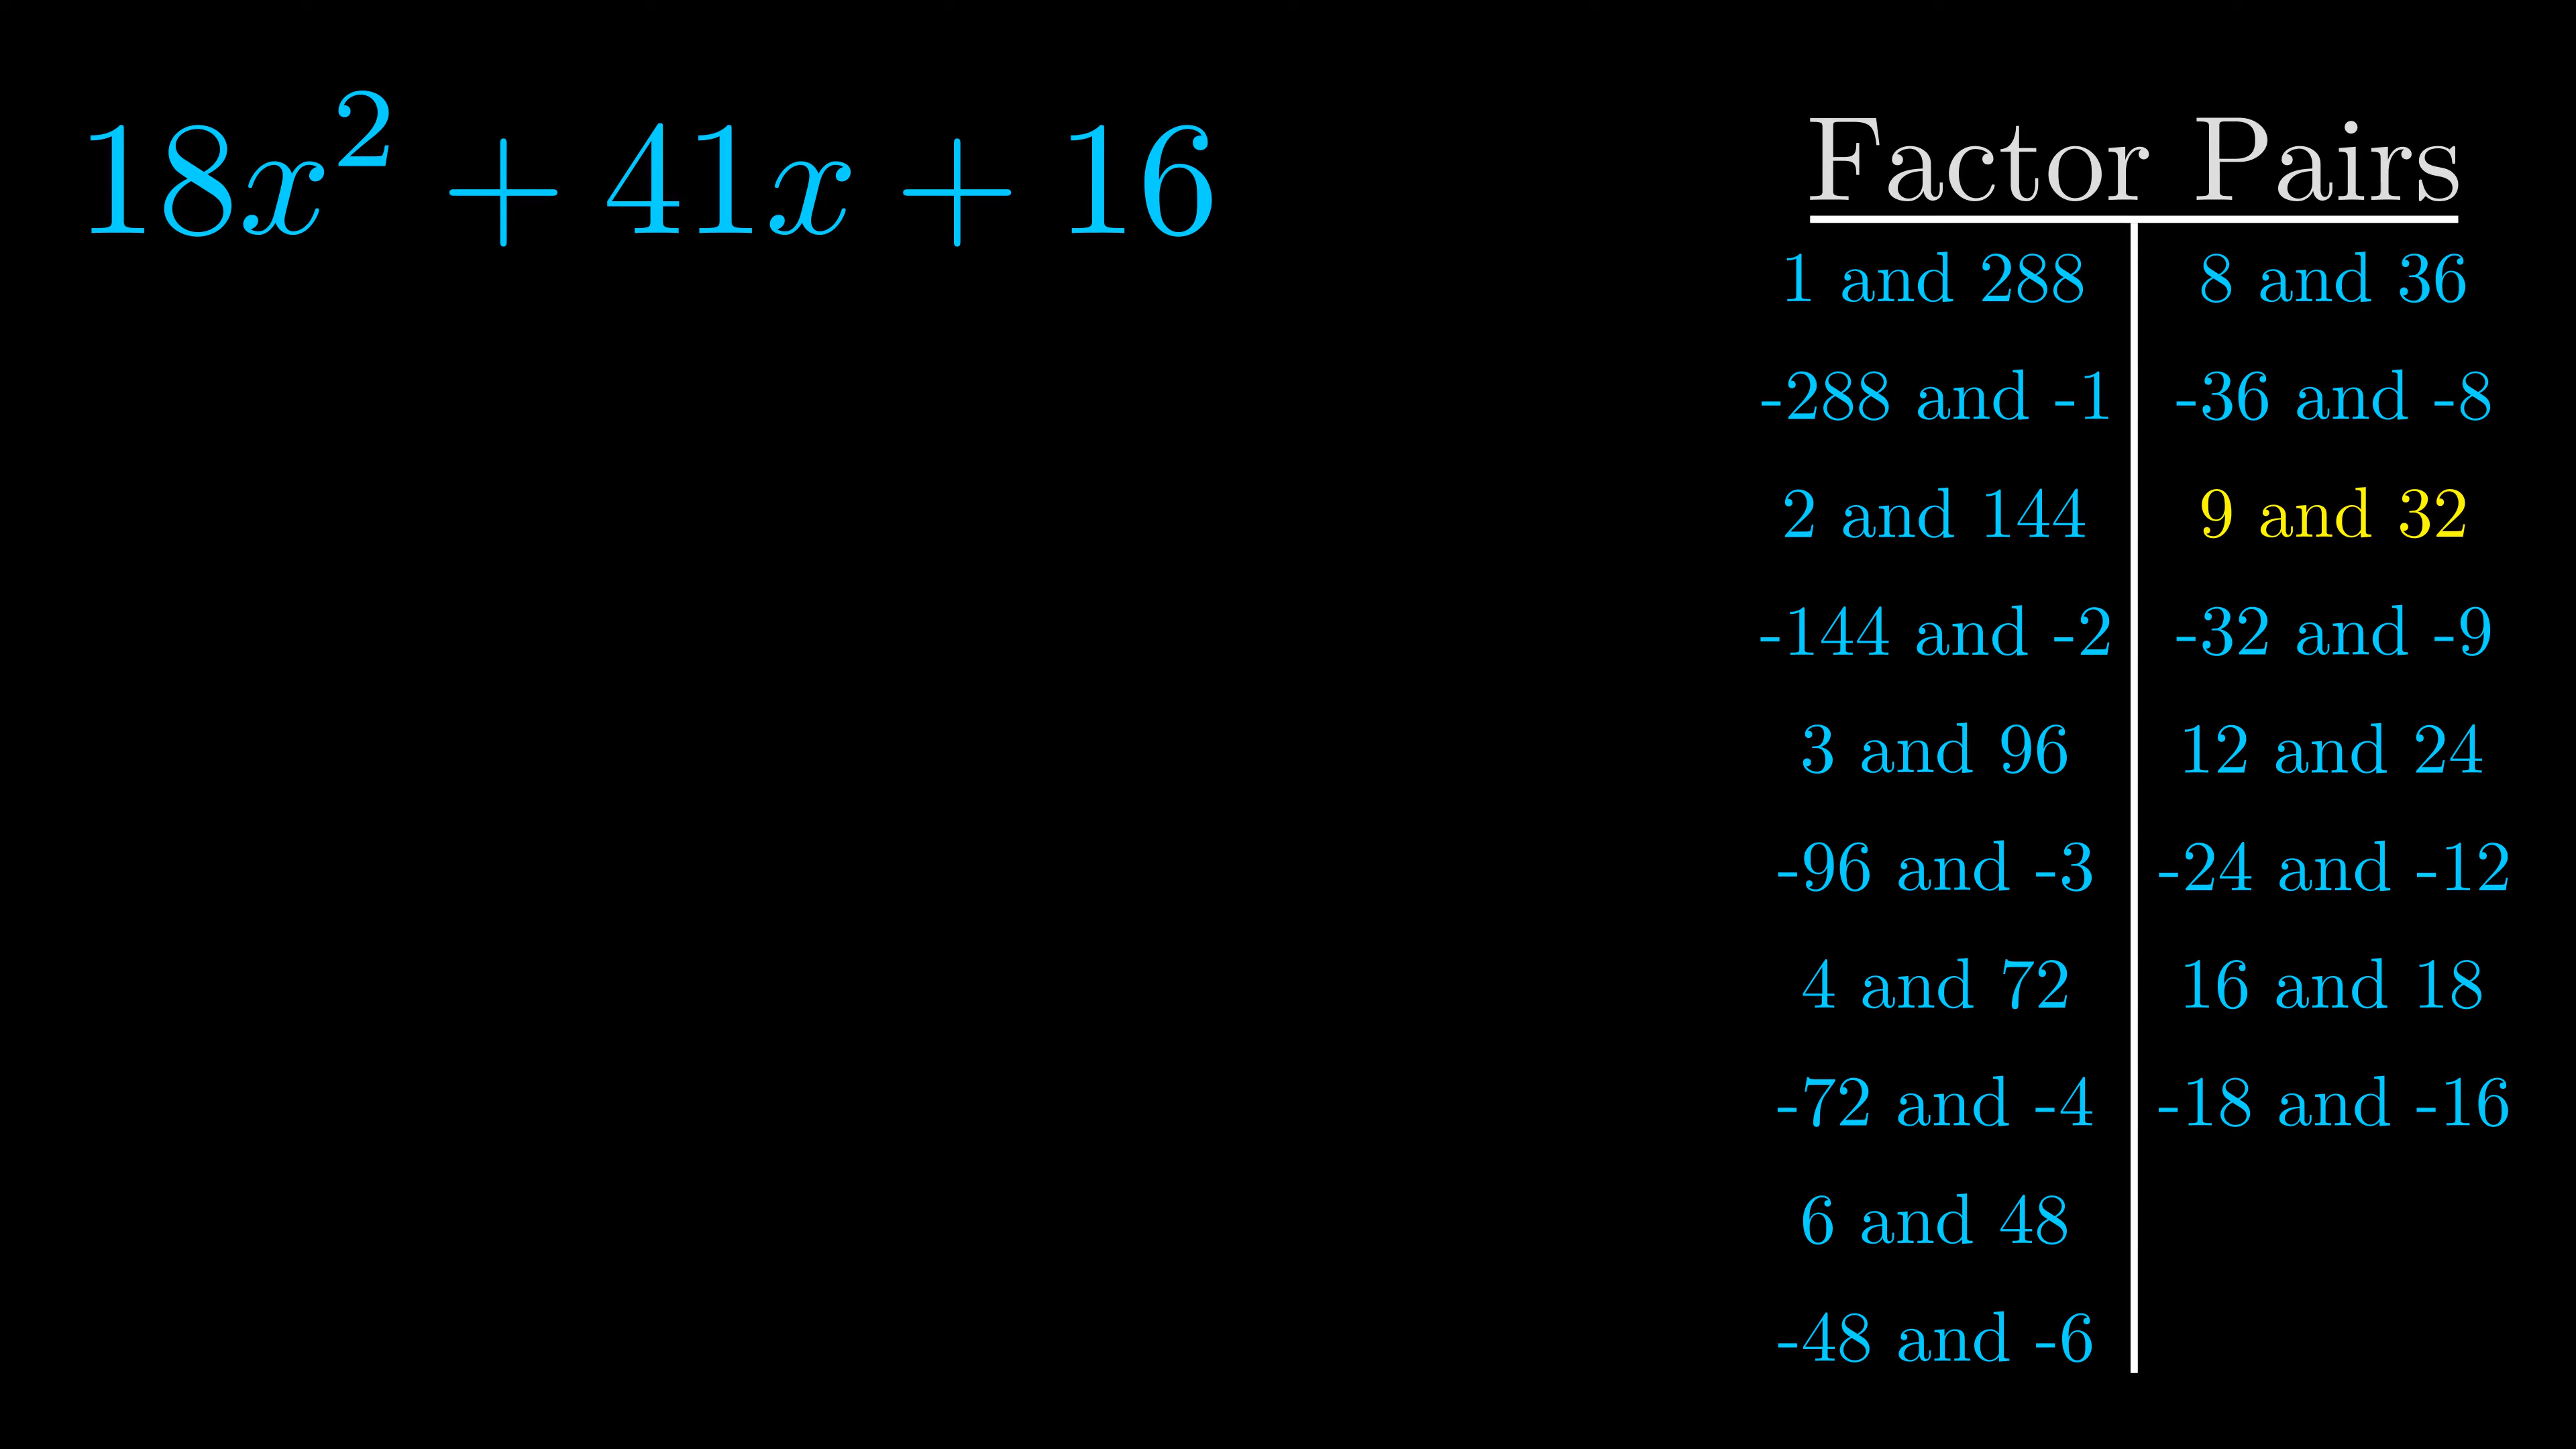 18x² + 41x + 16
Factor Pairs
1 and 288
-288 and -1
2 and 144
-144 and -2
3 and 96
-96 and -3
4 and 72
-72 and -4
6 and 48
-48 and -6
8 and 36
-36 and -8
9 and 32
-32 and -9
12 and 24
-24 and -12
16 and 18
-18 and -16